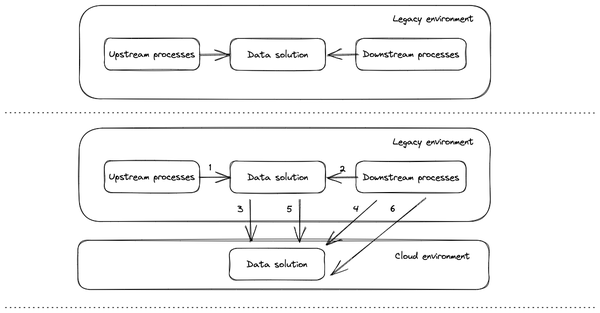 Legacy environment
Upstream processes
Data solution
Downstream processes
Legacy environment
Upstream processes
1
Data solution
2
Downstream processes
3
5
4
6
Data solution
Cloud environment